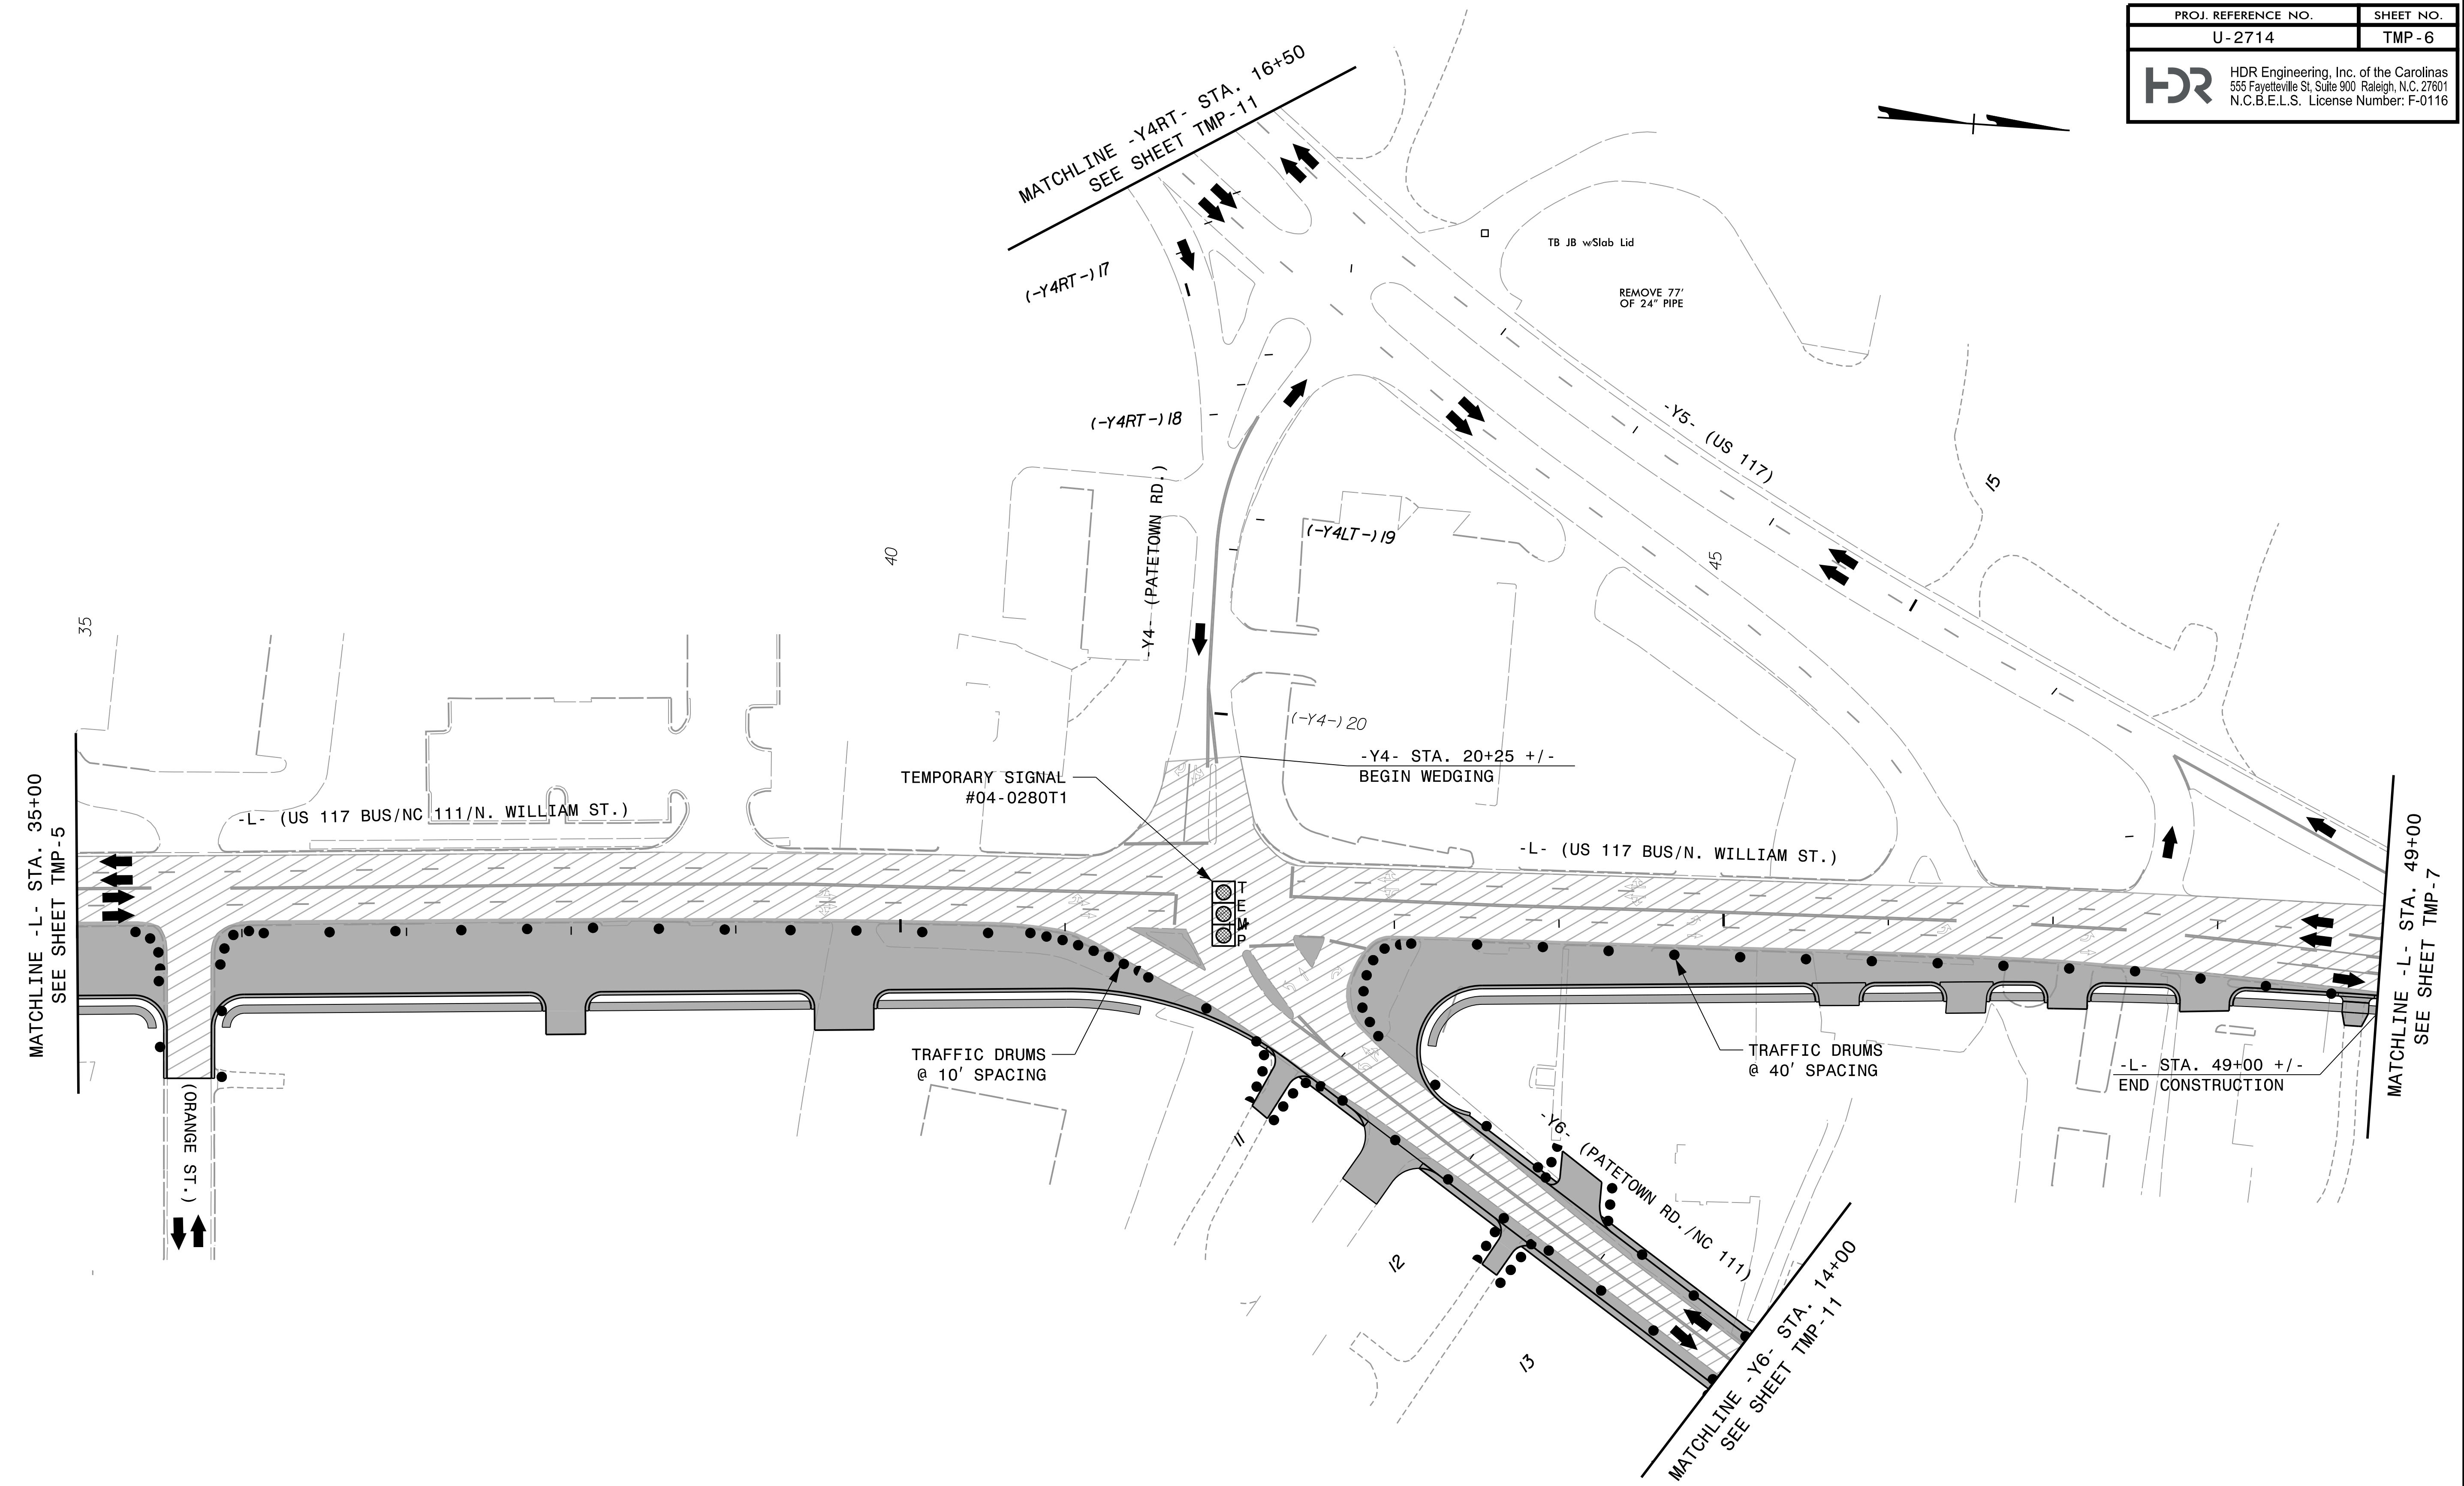 PROJ. REFERENCE NO.
SHEET NO.
U-2714
TMP-6
HDR
HDR Engineering, Inc. of the Carolinas
555 Fayetteville St, Suite 900 Raleigh, N.C. 27601
N.C.B.E.L.S. License Number: F-0116
MATCHLINE -Y4RT- STA. 16+50
SEE SHEET TMP-11
TB JB w/Slab Lid
REMOVE 77'
OF 24" PIPE
(-Y4RT-) 17
(-Y4RT-) 18
-Y5- (US 117)
15
-Y4- (PATETOWN RD.)
(-Y4LT-) 19
40
45
35
(-Y4-) 20
-Y4- STA. 20+25 +/-
BEGIN WEDGING
TEMPORARY SIGNAL
#04-0280T1
-L- (US 117 BUS/NC 111/N. WILLIAM ST.)
-L- (US 117 BUS/N. WILLIAM ST.)
MATCHLINE -L- STA. 35+00
SEE SHEET TMP-5
TEMP
MATCHLINE -L- STA. 49+00
SEE SHEET TMP-7
TRAFFIC DRUMS
@ 10' SPACING
TRAFFIC DRUMS
@ 40' SPACING
-L- STA. 49+00 +/-
END CONSTRUCTION
(ORANGE ST.)
11
-Y6- (PATETOWN RD./NC 111)
12
13
MATCHLINE -Y6- STA. 14+00
SEE SHEET TMP-11